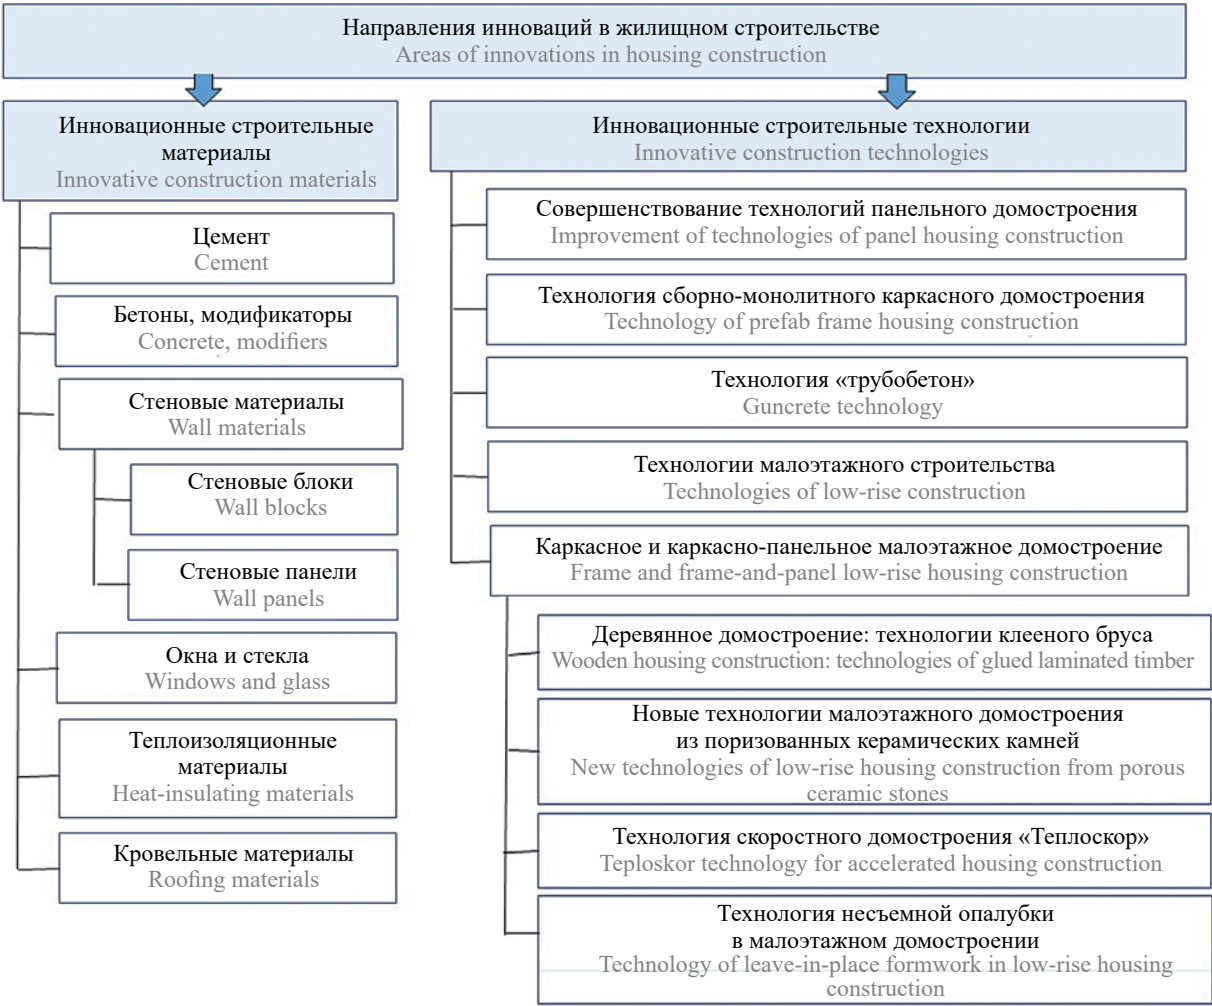 Направления инноваций в жилищном строительстве
Areas of innovations in housing construction
Инновационные строительные
материалы
Innovative construction materials
Цемент
Cement
Бетоны, модификаторы
Concrete, modifiers
Стеновые материалы
Wall materials
Стеновые блоки
Wall blocks
Стеновые панели
Wall panels
Окна и стекла
Windows and glass
Теплоизоляционные
материалы
Heat-insulating materials
Кровельные материалы
Roofing materials
Инновационные строительные технологии
Innovative construction technologies
Совершенствование технологий панельного домостроения
Improvement of technologies of panel housing construction
Технология сборно-монолитного каркасного домостроения
Technology of prefab frame housing construction
Технология «трубобетон»
Guncrete technology
Технологии малоэтажного строительства
Technologies of low-rise construction
Каркасное и каркасно-панельное малоэтажное домостроение
Frame and frame-and-panel low-rise housing construction
Деревянное домостроение: технологии клееного бруса
Wooden housing construction: technologies of glued laminated timber
Новые технологии малоэтажного домостроения
из поризованных керамических камней
New technologies of low-rise housing construction from porous
ceramic stones
Технология скоростного домостроения «Теплоскор»
Teploskor technology for accelerated housing construction
Технология несъемной опалубки
в малоэтажном домостроении
Technology of leave-in-place formwork in low-rise housing
construction